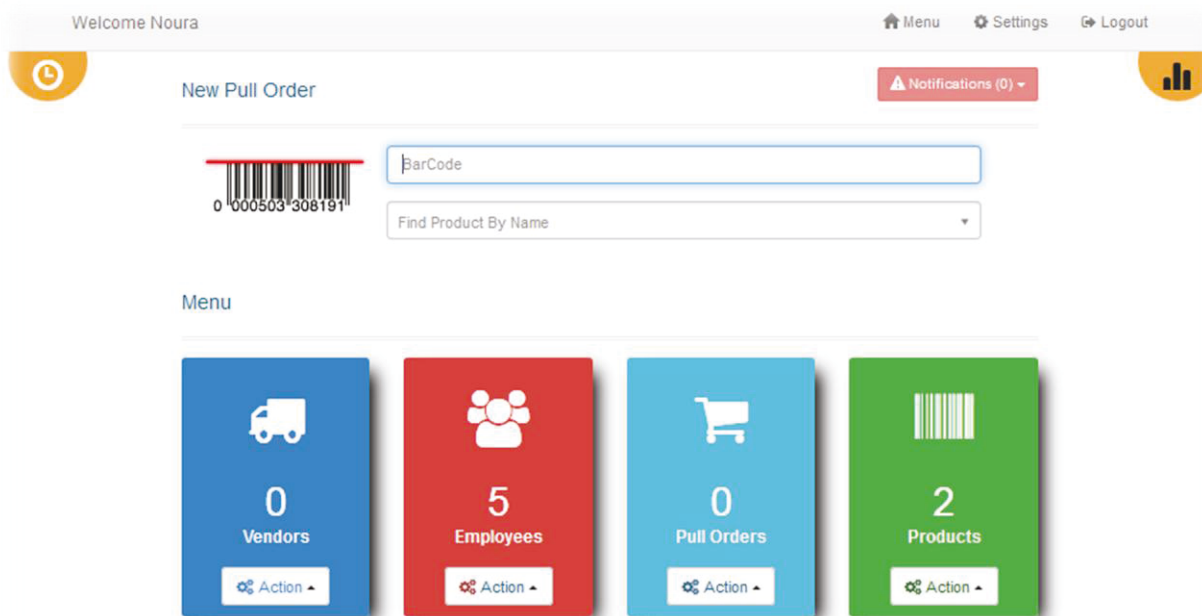 Welcome Noura Menu Settings Logout
New Pull Order Notifications (0)
BarCode
0 000503 308191
Find Product By Name
Menu
0 5 0 2
Vendors Employees Pull Orders Products
Action Action Action Action